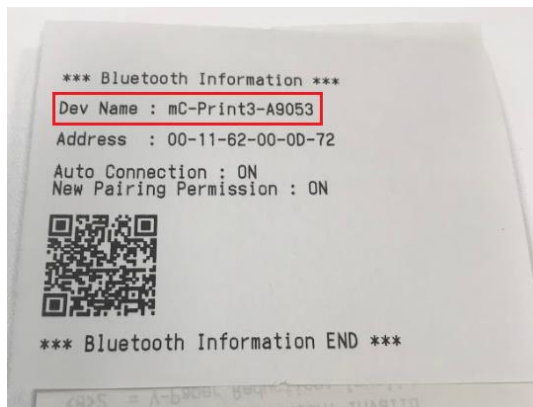 *** Bluetooth Information ***
Dev Name : mC-Print3-A9053
Address : 00-11-62-00-0D-72
Auto Connection : ON
New Pairing Permission : ON
*** Bluetooth Information END ***